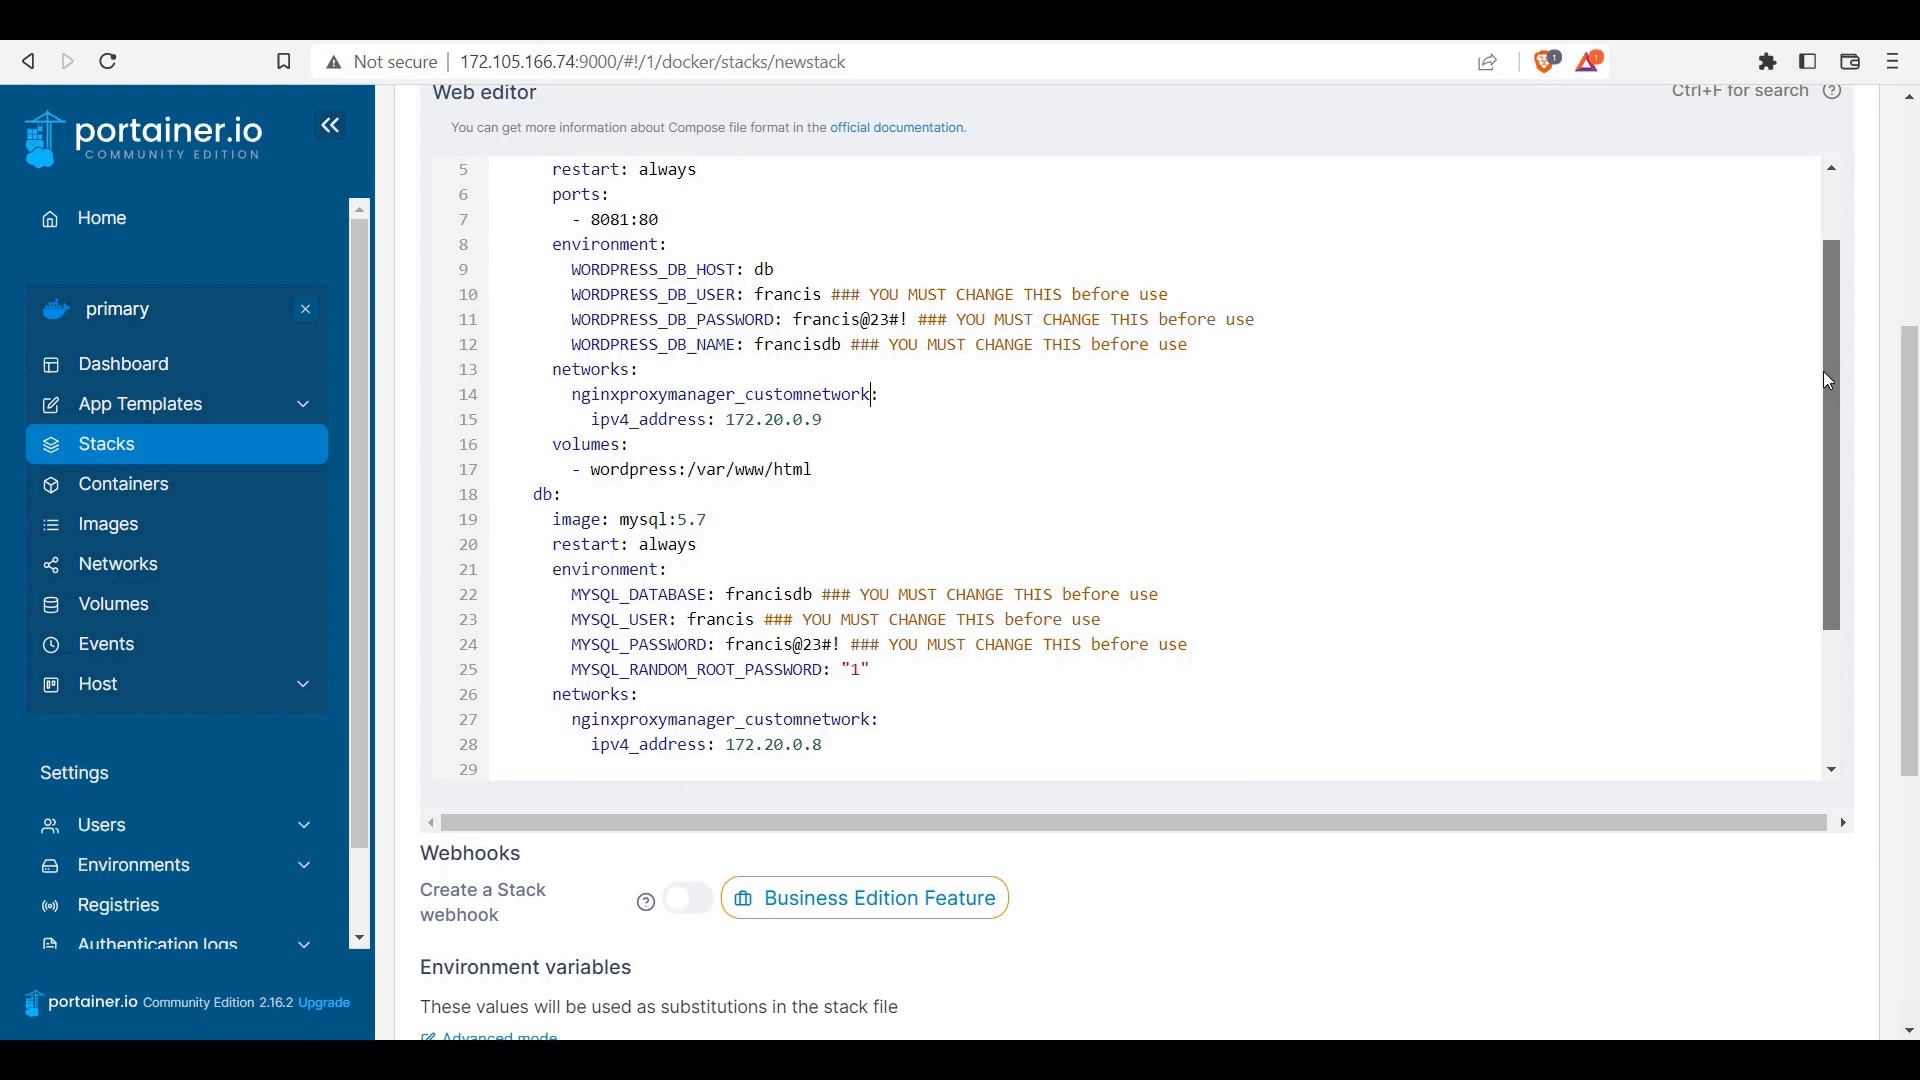 Not secure
172.105.166.74:9000/#!/1/docker/stacks/newstack
1
1
portainer.io
COMMUNITY EDITION
Home
primary
Dashboard
App Templates
Stacks
Containers
Images
Networks
Volumes
Events
Host
Settings
Users
Environments
Registries
Authentication logs
portainer.io Community Edition 2.16.2 Upgrade
Web editor
Ctrl+F for search
You can get more information about Compose file format in the official documentation.
5 restart: always
6 ports:
7 - 8081:80
8 environment:
9 WORDPRESS_DB_HOST: db
10 WORDPRESS_DB_USER: francis ### YOU MUST CHANGE THIS before use
11 WORDPRESS_DB_PASSWORD: francis@23#! ### YOU MUST CHANGE THIS before use
12 WORDPRESS_DB_NAME: francisdb ### YOU MUST CHANGE THIS before use
13 networks:
14 nginxproxymanager_customnetwork:
15 ipv4_address: 172.20.0.9
16 volumes:
17 - wordpress:/var/www/html
18 db:
19 image: mysql:5.7
20 restart: always
21 environment:
22 MYSQL_DATABASE: francisdb ### YOU MUST CHANGE THIS before use
23 MYSQL_USER: francis ### YOU MUST CHANGE THIS before use
24 MYSQL_PASSWORD: francis@23#! ### YOU MUST CHANGE THIS before use
25 MYSQL_RANDOM_ROOT_PASSWORD: "1"
26 networks:
27 nginxproxymanager_customnetwork:
28 ipv4_address: 172.20.0.8
29
Webhooks
Create a Stack
webhook
Business Edition Feature
Environment variables
These values will be used as substitutions in the stack file
Advanced mode